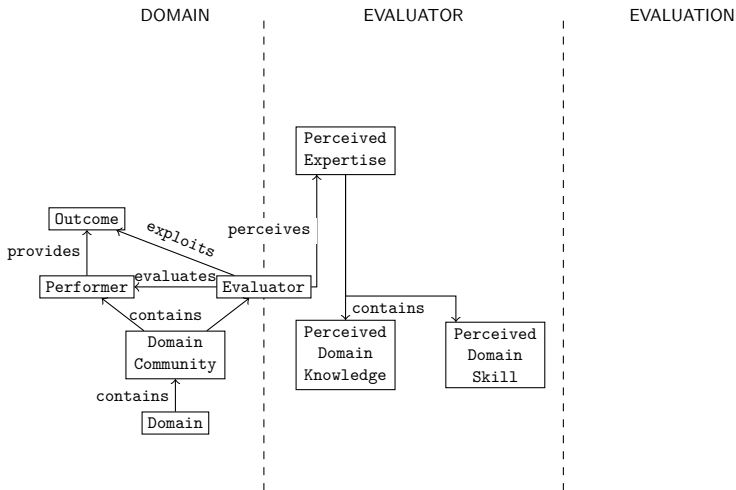 DOMAIN
EVALUATOR
EVALUATION
Perceived
Expertise
Outcome
exploits
perceives
provides
Performer
evaluates
Evaluator
contains
contains
Perceived
Domain
Knowledge
Perceived
Domain
Skill
Domain
Community
contains
Domain